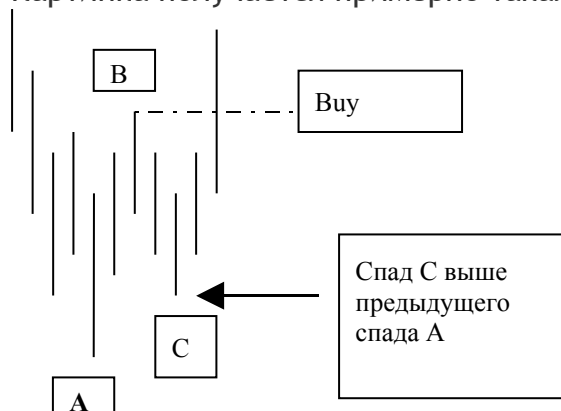 Картинка получается примерно такая
B
Buy
Спад С выше
предыдущего
спада А
C
A